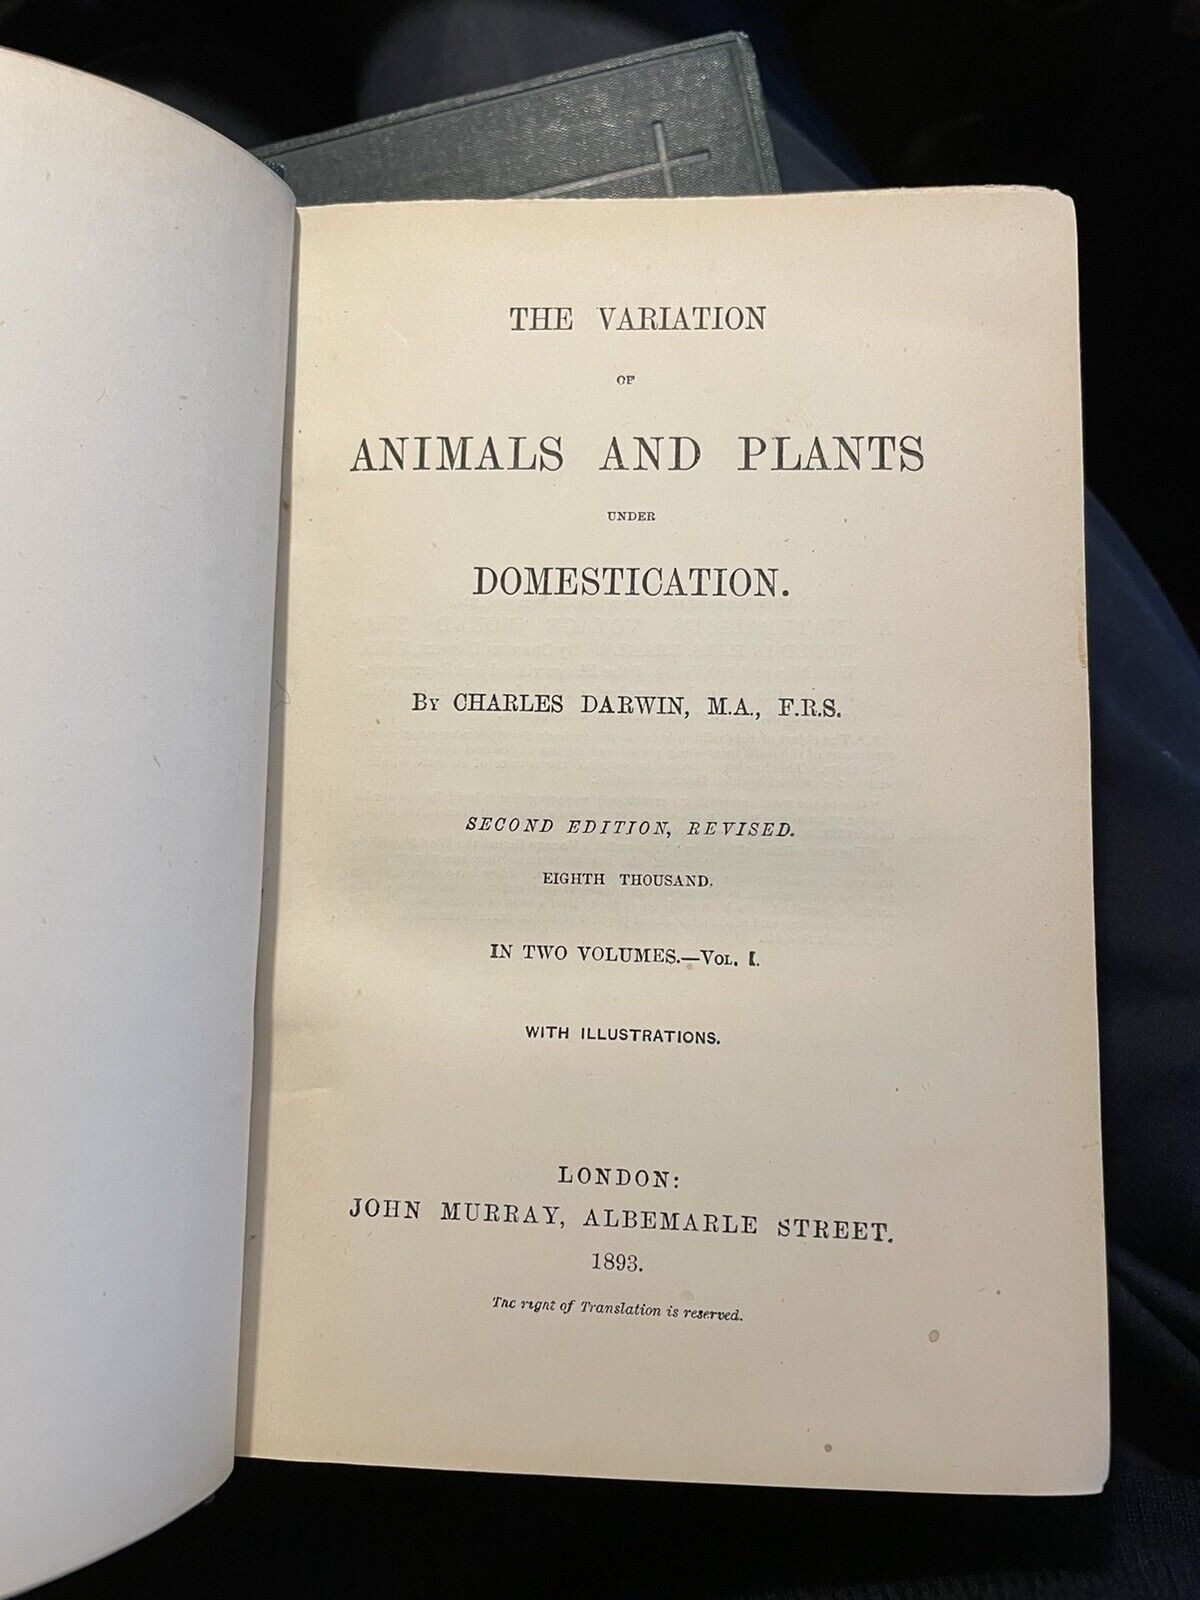 THE VARIATION
OF
ANIMALS AND PLANTS
UNDER
DOMESTICATION.
BY CHARLES DARWIN, M.A., F.R.S.
SECOND EDITION, REVISED.
EIGHTH THOUSAND.
IN TWO VOLUMES.—VOL. I.
WITH ILLUSTRATIONS.
LONDON:
JOHN MURRAY, ALBEMARLE STREET.
1893.
The right of Translation is reserved.